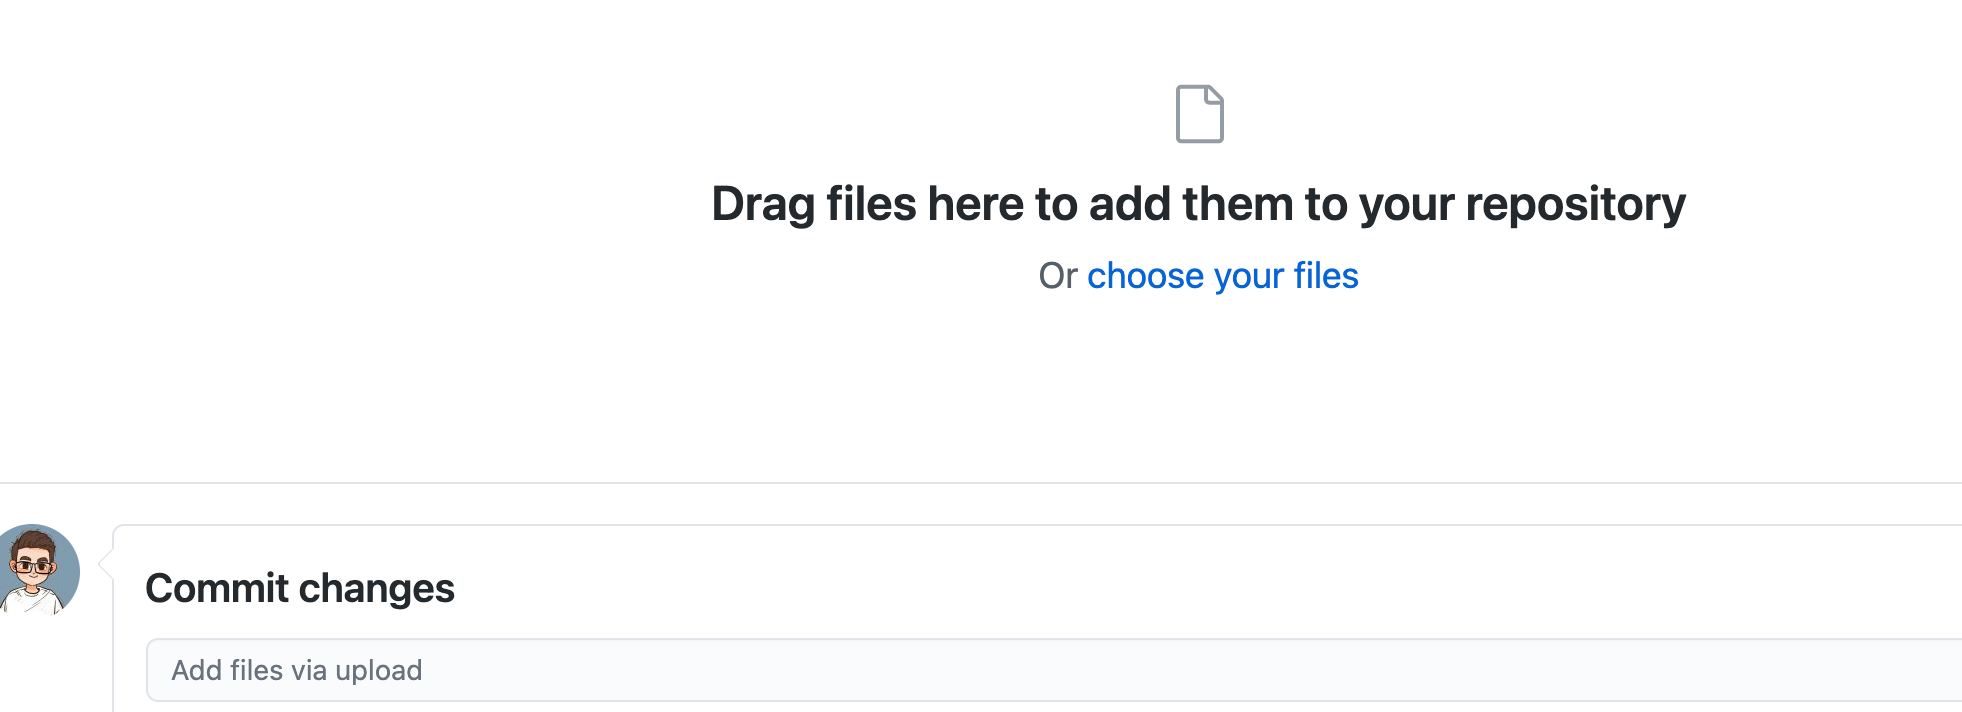 Drag files here to add them to your repository
Or choose your files
Commit changes
Add files via upload